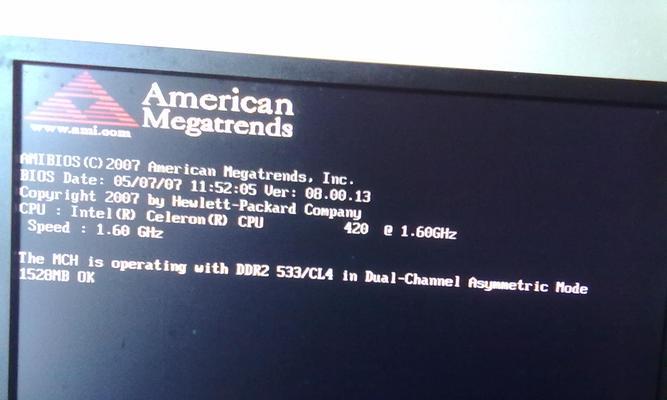 American
Megatrends
www.ami.com
AMIBIOS(C)2007 American Megatrends, Inc.
BIOS Date: 05/07/07 11:52:05 Ver: 08.00.13
Copyright 2007 by Hewlett-Packard Company
CPU : Intel(R) Celeron(R) CPU 420 @ 1.60GHz
Speed : 1.60 GHz
The MCH is operating with DDR2 533/CL4 in Dual-Channel Asymmetric Mode
1528MB OK